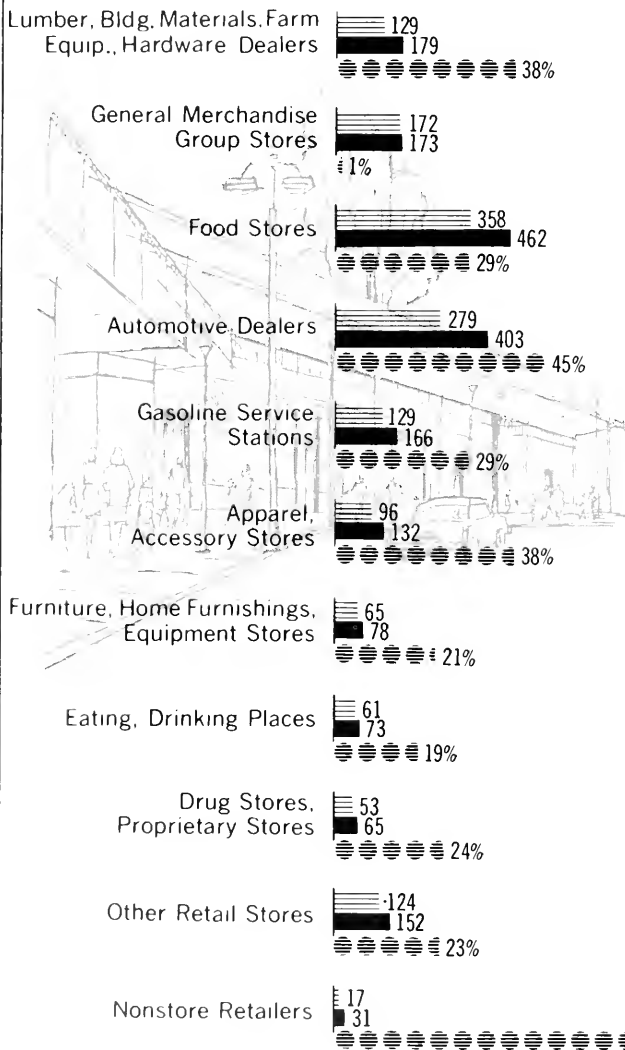 Lumber, Bldg. Materials, Farm
Equip., Hardware Dealers
129
179
38%
General Merchandise
Group Stores
172
173
1%
Food Stores
358
462
29%
Automotive Dealers
279
403
45%
Gasoline Service
Stations
129
166
29%
Apparel,
Accessory Stores
96
132
38%
Furniture, Home Furnishings,
Equipment Stores
65
78
21%
Eating, Drinking Places
61
73
19%
Drug Stores,
Proprietary Stores
53
65
24%
Other Retail Stores
124
152
23%
Nonstore Retailers
17
31